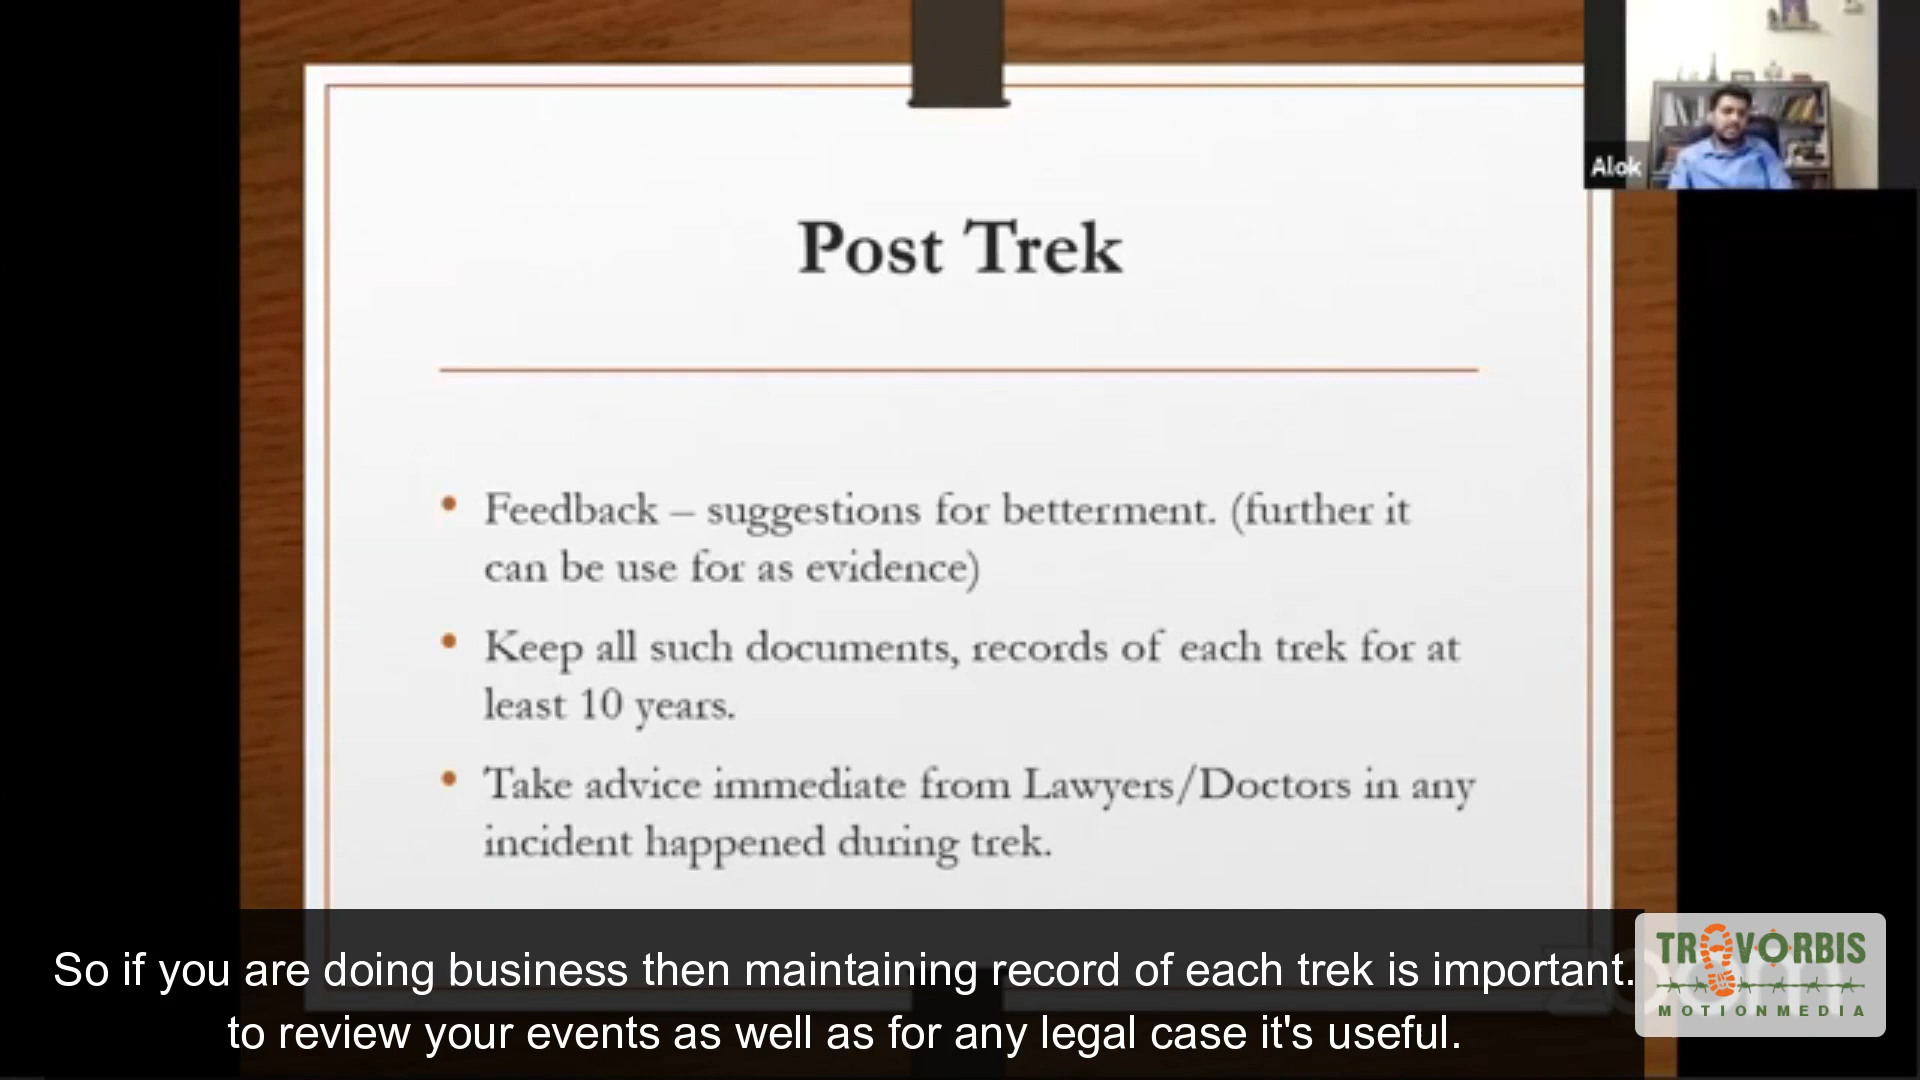 Alok
Post Trek
• Feedback – suggestions for betterment. (further it
can be use for as evidence)
• Keep all such documents, records of each trek for at
least 10 years.
• Take advice immediate from Lawyers/Doctors in any
incident happened during trek.
So if you are doing business then maintaining record of each trek is important.
to review your events as well as for any legal case it's useful.
TRAVORBIS
MOTIONMEDIA